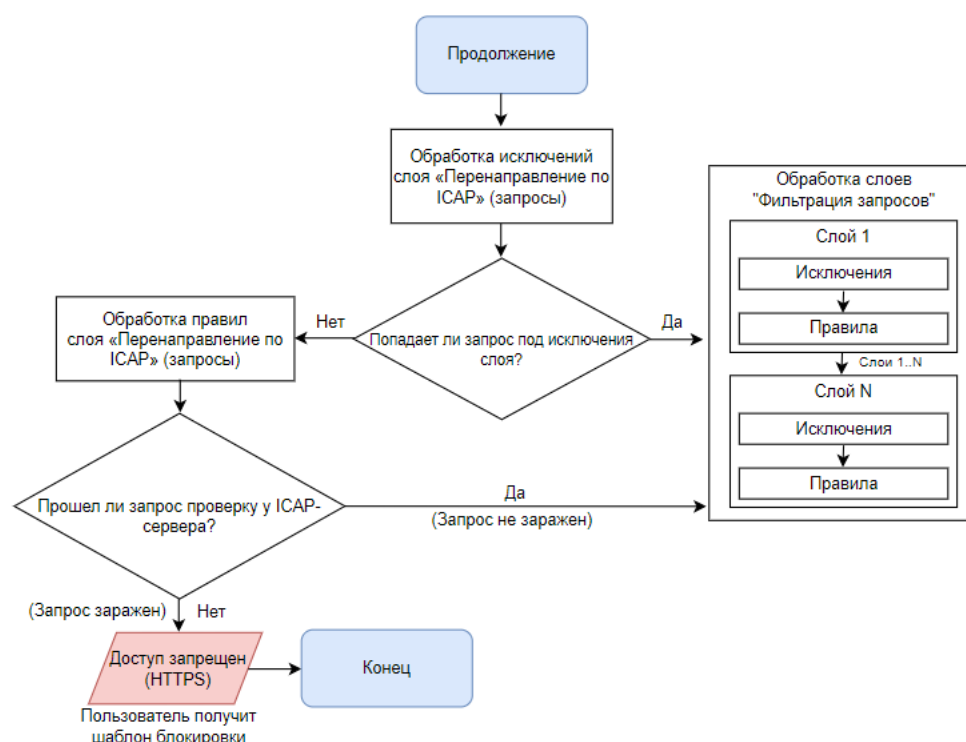 Продолжение
Обработка исключений
слоя «Перенаправление по
ICAP» (запросы)
Обработка слоев
"Фильтрация запросов"
Слой 1
Исключения
Правила
Слои 1..N
Слой N
Исключения
Правила
Попадает ли запрос под исключения
слоя?
Да
Нет
Обработка правил
слоя «Перенаправление по
ICAP» (запросы)
Прошел ли запрос проверку у ICAP-
сервера?
Да
(Запрос не заражен)
(Запрос заражен)
Нет
Доступ запрещен
(HTTPS)
Конец
Пользователь получит
шаблон блокировки